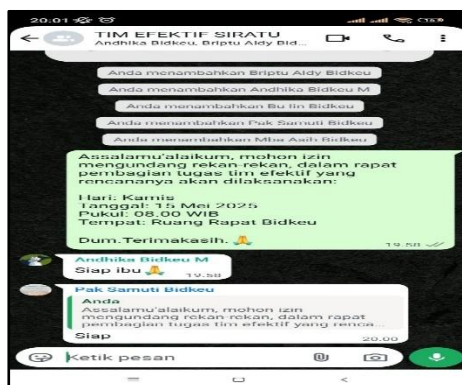 20.01
TIM EFEKTIF SIRATU
Andhika Bidkeu, Briptu Aldy Bid...
Anda menambahkan Briptu Aldy Bidkeu
Anda menambahkan Andhika Bidkeu M
Anda menambahkan Bu Iin Bidkeu
Anda menambahkan Pak Samuti Bidkeu
Anda menambahkan Mba Asih Bidkeu
Assalamu'alaikum, mohon izin
mengundang rekan-rekan, dalam rapat
pembagian tugas tim efektif yang
rencananya akan dilaksanakan:
Hari: Kamis
Tanggal: 15 Mei 2025
Pukul: 08.00 WIB
Tempat: Ruang Rapat Bidkeu
Dum.Terimakasih. 🙏
19.50
Andhika Bidkeu M
Siap ibu 🙏 19.50
Pak Samuti Bidkeu
Anda
Assalamu'alaikum, mohon izin
mengundang rekan-rekan, dalam rapat
pembagian tugas tim efektif yang renca...
Siap 20.00
Ketik pesan